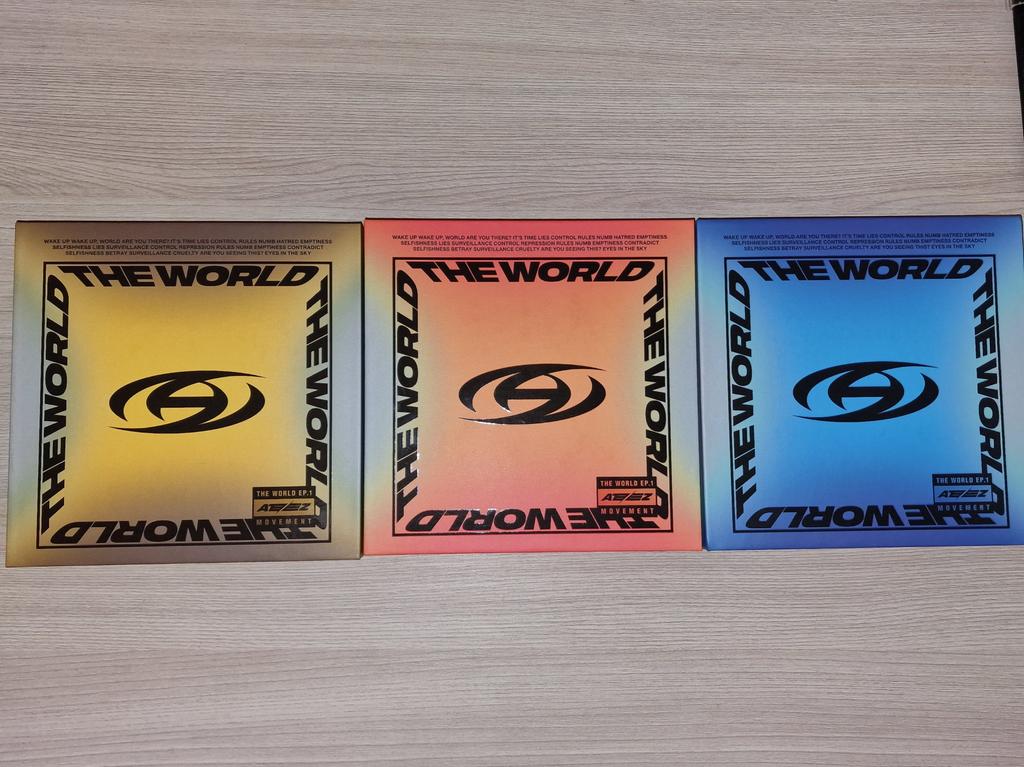 WAKE UP WAKE UP, WORLD ARE YOU THERE? IT'S TIME LIES CONTROL RULES NUMB HATRED EMPTINESS
SELFISHNESS LIES SURVEILLANCE CONTROL REPRESSION RULES NUMB EMPTINESS CONTRADICT
SELFISHNESS BETRAY SURVEILLANCE CRUELTY ARE YOU SEEING THIS? EYES IN THE SKY
THE WORLD
THE WORLD
THE WORLD
THE WORLD
THE WORLD EP.1
ATEEZ
MOVEMENT
WAKE UP WAKE UP, WORLD ARE YOU THERE? IT'S TIME LIES CONTROL RULES NUMB HATRED EMPTINESS
SELFISHNESS LIES SURVEILLANCE CONTROL REPRESSION RULES NUMB EMPTINESS CONTRADICT
SELFISHNESS BETRAY SURVEILLANCE CRUELTY ARE YOU SEEING THIS? EYES IN THE SKY
THE WORLD
THE WORLD
THE WORLD
THE WORLD
THE WORLD EP.1
ATEEZ
MOVEMENT
WAKE UP WAKE UP, WORLD ARE YOU THERE? IT'S TIME LIES CONTROL RULES NUMB HATRED EMPTINESS
SELFISHNESS LIES SURVEILLANCE CONTROL REPRESSION RULES NUMB EMPTINESS CONTRADICT
SELFISHNESS BETRAY SURVEILLANCE CRUELTY ARE YOU SEEING THIS? EYES IN THE SKY
THE WORLD
THE WORLD
THE WORLD
THE WORLD
THE WORLD EP.1
ATEEZ
MOVEMENT